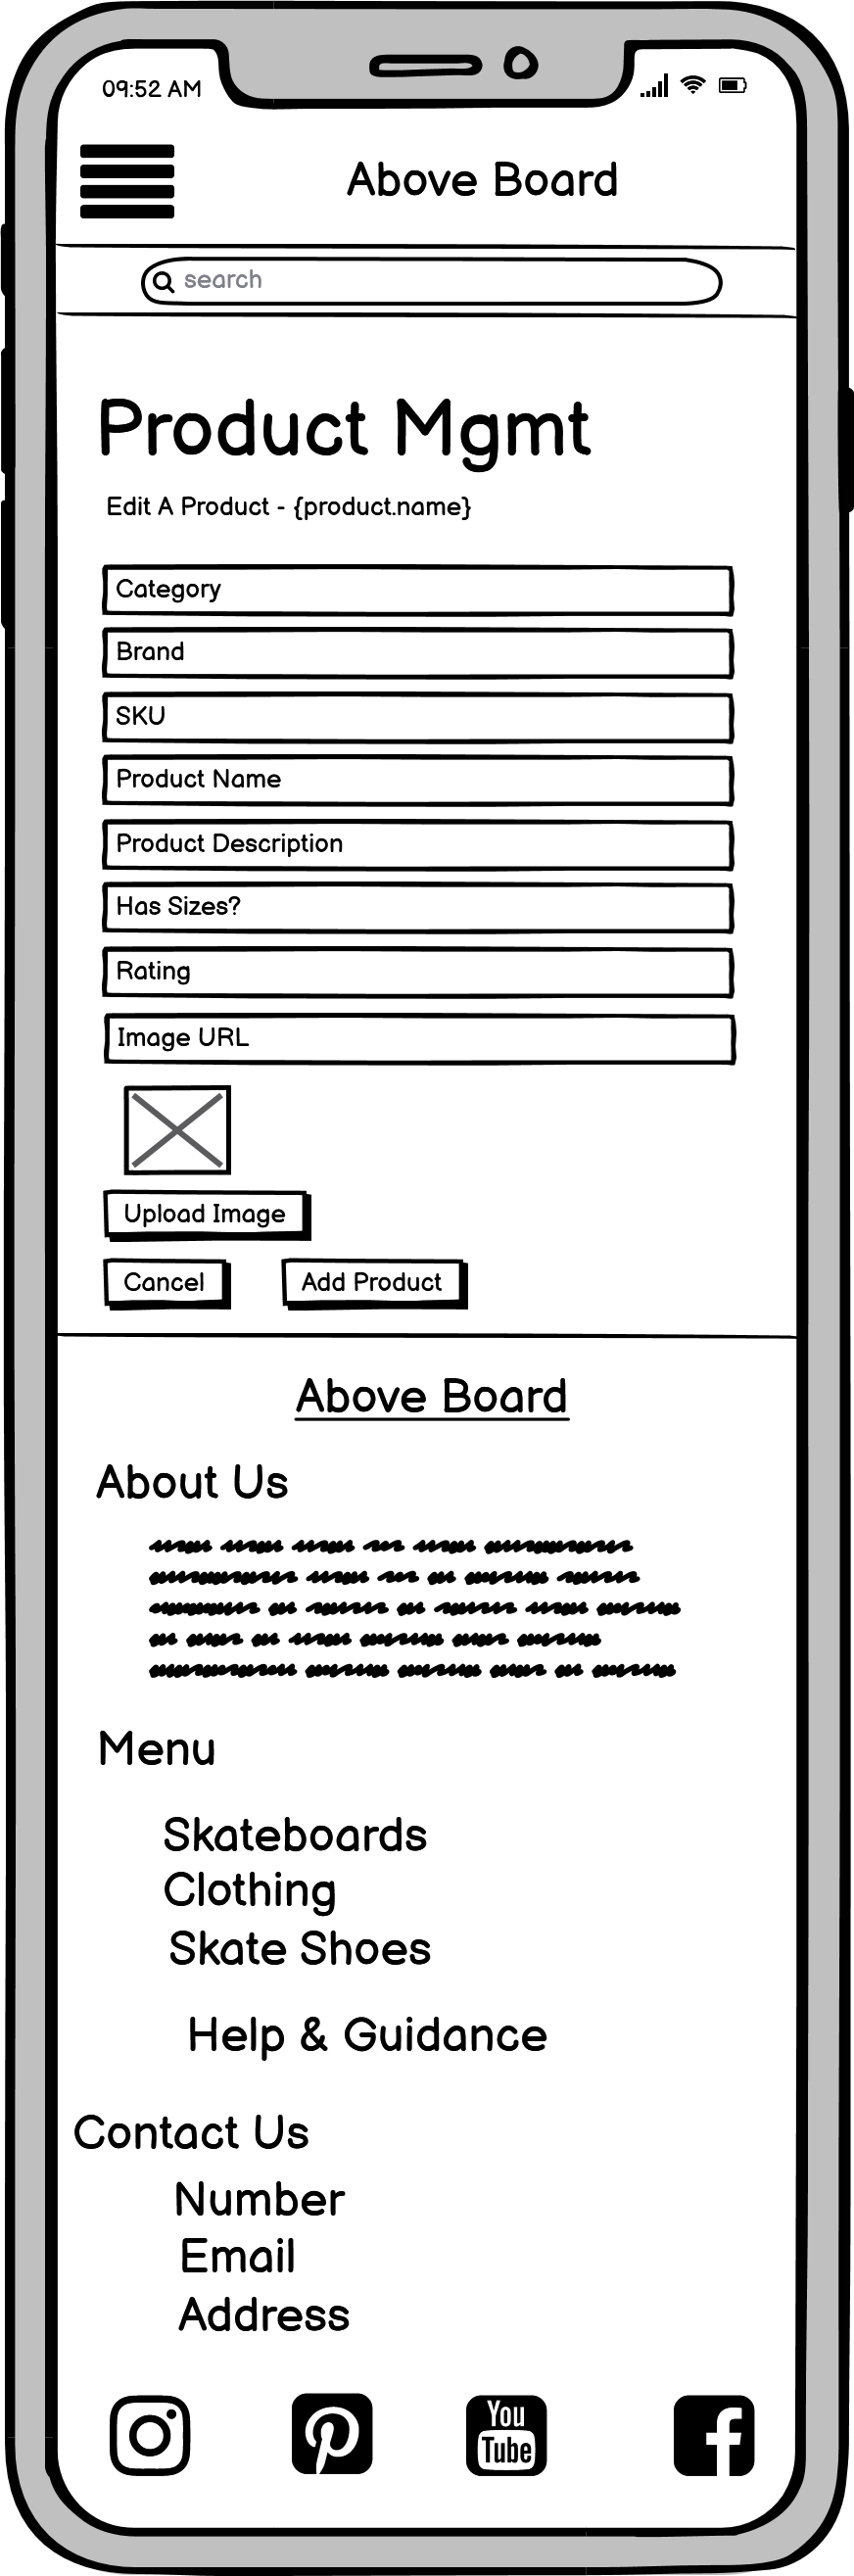 09:52 AM
Above Board
search
Product Mgmt
Edit A Product - {product.name}
Category
Brand
SKU
Product Name
Product Description
Has Sizes?
Rating
Image URL
Upload Image
Cancel Add Product
Above Board
About Us
Menu
Skateboards
Clothing
Skate Shoes
Help & Guidance
Contact Us
Number
Email
Address
You
Tube